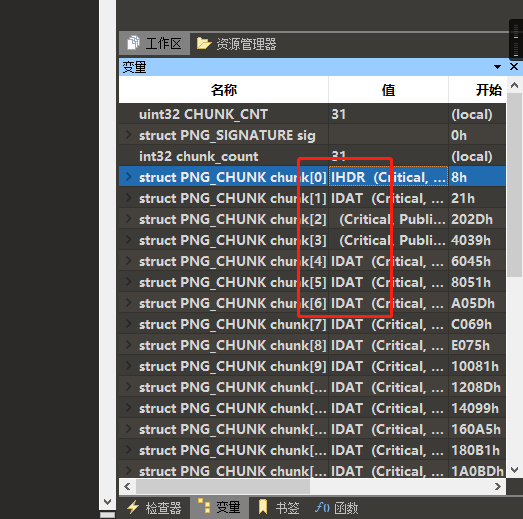 工作区 资源管理器
变量
名称 值 开始
uint32 CHUNK_CNT 31 (local)
struct PNG_SIGNATURE sig 0h
int32 chunk_count 31 (local)
struct PNG_CHUNK chunk[0] IHDR (Critical, ... 8h
struct PNG_CHUNK chunk[1] IDAT (Critical, ... 21h
struct PNG_CHUNK chunk[2] (Critical, Publi... 202Dh
struct PNG_CHUNK chunk[3] (Critical, Publi... 4039h
struct PNG_CHUNK chunk[4] IDAT (Critical, ... 6045h
struct PNG_CHUNK chunk[5] IDAT (Critical, ... 8051h
struct PNG_CHUNK chunk[6] IDAT (Critical, ... A05Dh
struct PNG_CHUNK chunk[7] IDAT (Critical, ... C069h
struct PNG_CHUNK chunk[8] IDAT (Critical, ... E075h
struct PNG_CHUNK chunk[9] IDAT (Critical, ... 10081h
struct PNG_CHUNK chunk[... IDAT (Critical, ... 1208Dh
struct PNG_CHUNK chunk[... IDAT (Critical, ... 14099h
struct PNG_CHUNK chunk[... IDAT (Critical, ... 160A5h
struct PNG_CHUNK chunk[... IDAT (Critical, ... 180B1h
struct PNG_CHUNK chunk[... IDAT (Critical, ... 1A0BDh
检查器 变量 书签 f() 函数